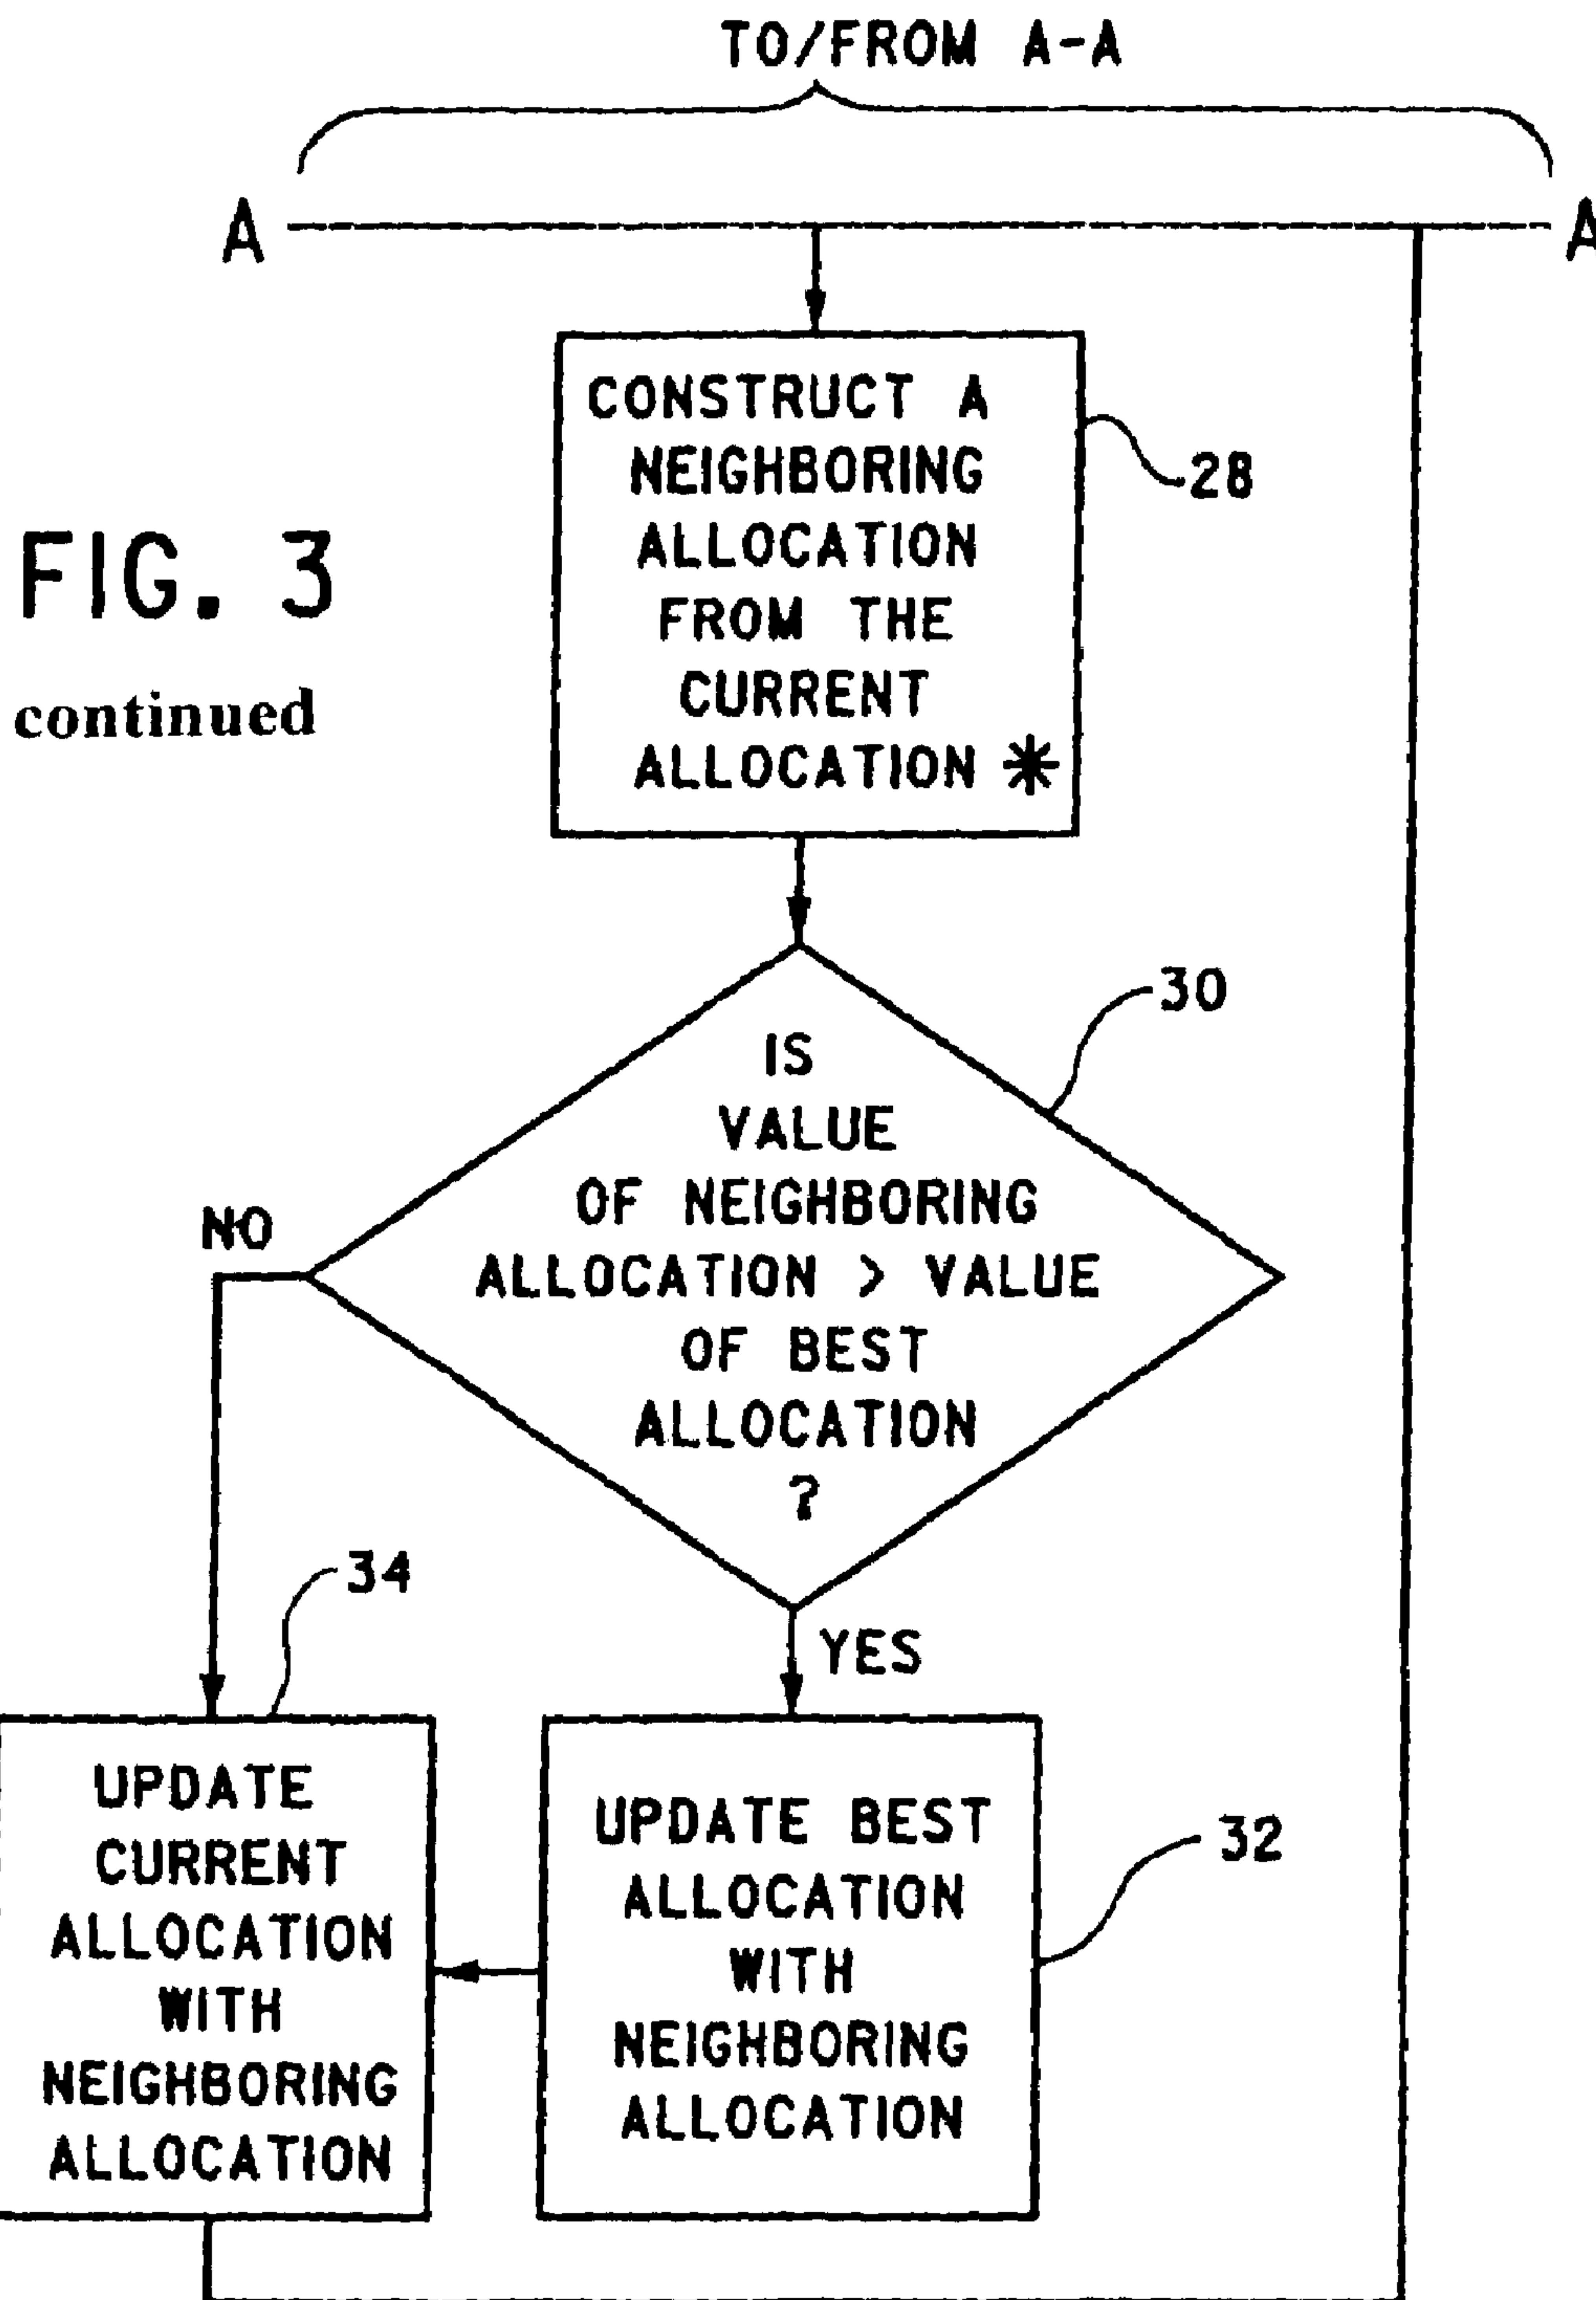 TO/FROM A-A
A A
CONSTRUCT A
NEIGHBORING
ALLOCATION
FROM THE
CURRENT
ALLOCATION *
28
FIG. 3
continued
30
IS
VALUE
OF NEIGHBORING
ALLOCATION > VALUE
OF BEST
ALLOCATION
?
NO
YES
34
UPDATE
CURRENT
ALLOCATION
WITH
NEIGHBORING
ALLOCATION
UPDATE BEST
ALLOCATION
WITH
NEIGHBORING
ALLOCATION
32